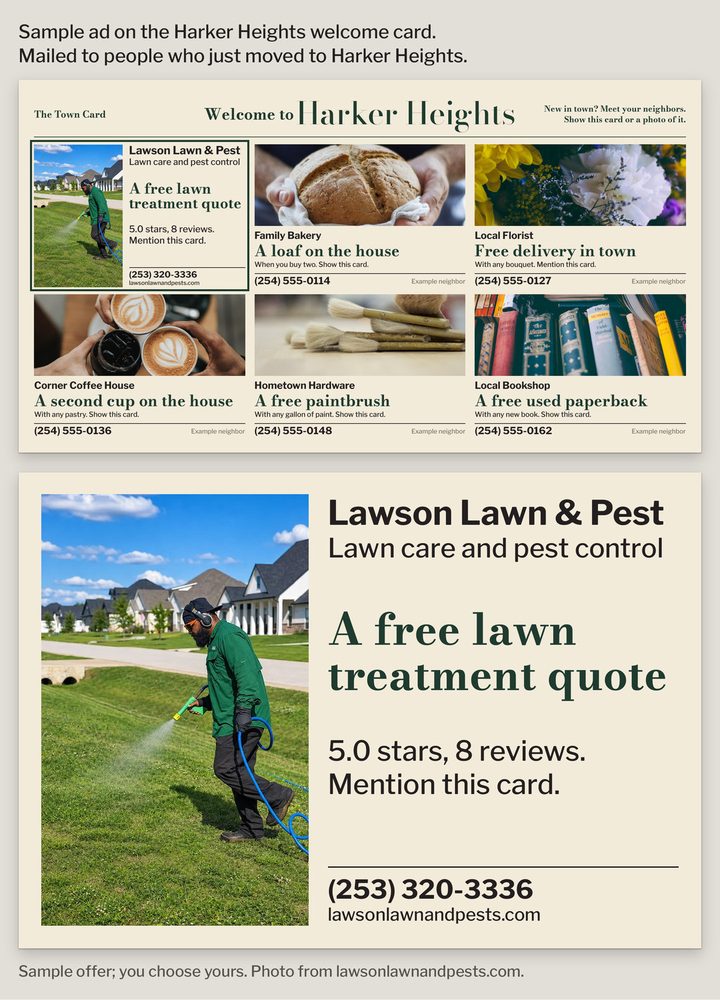 Sample ad on the Harker Heights welcome card.
Mailed to people who just moved to Harker Heights.
The Town Card
Welcome to Harker Heights
New in town? Meet your neighbors.
Show this card or a photo of it.
Lawson Lawn & Pest
Lawn care and pest control
A free lawn
treatment quote
5.0 stars, 8 reviews.
Mention this card.
(253) 320-3336
lawsonlawnandpests.com
Family Bakery
A loaf on the house
When you buy two. Show this card.
(254) 555-0114
Example neighbor
Local Florist
Free delivery in town
With any bouquet. Mention this card.
(254) 555-0127
Example neighbor
Corner Coffee House
A second cup on the house
With any pastry. Show this card.
(254) 555-0136
Example neighbor
Hometown Hardware
A free paintbrush
With any gallon of paint. Show this card.
(254) 555-0148
Example neighbor
Local Bookshop
A free used paperback
With any new book. Show this card.
(254) 555-0162
Example neighbor
Lawson Lawn & Pest
Lawn care and pest control
A free lawn
treatment quote
5.0 stars, 8 reviews.
Mention this card.
(253) 320-3336
lawsonlawnandpests.com
Sample offer; you choose yours. Photo from lawsonlawnandpests.com.